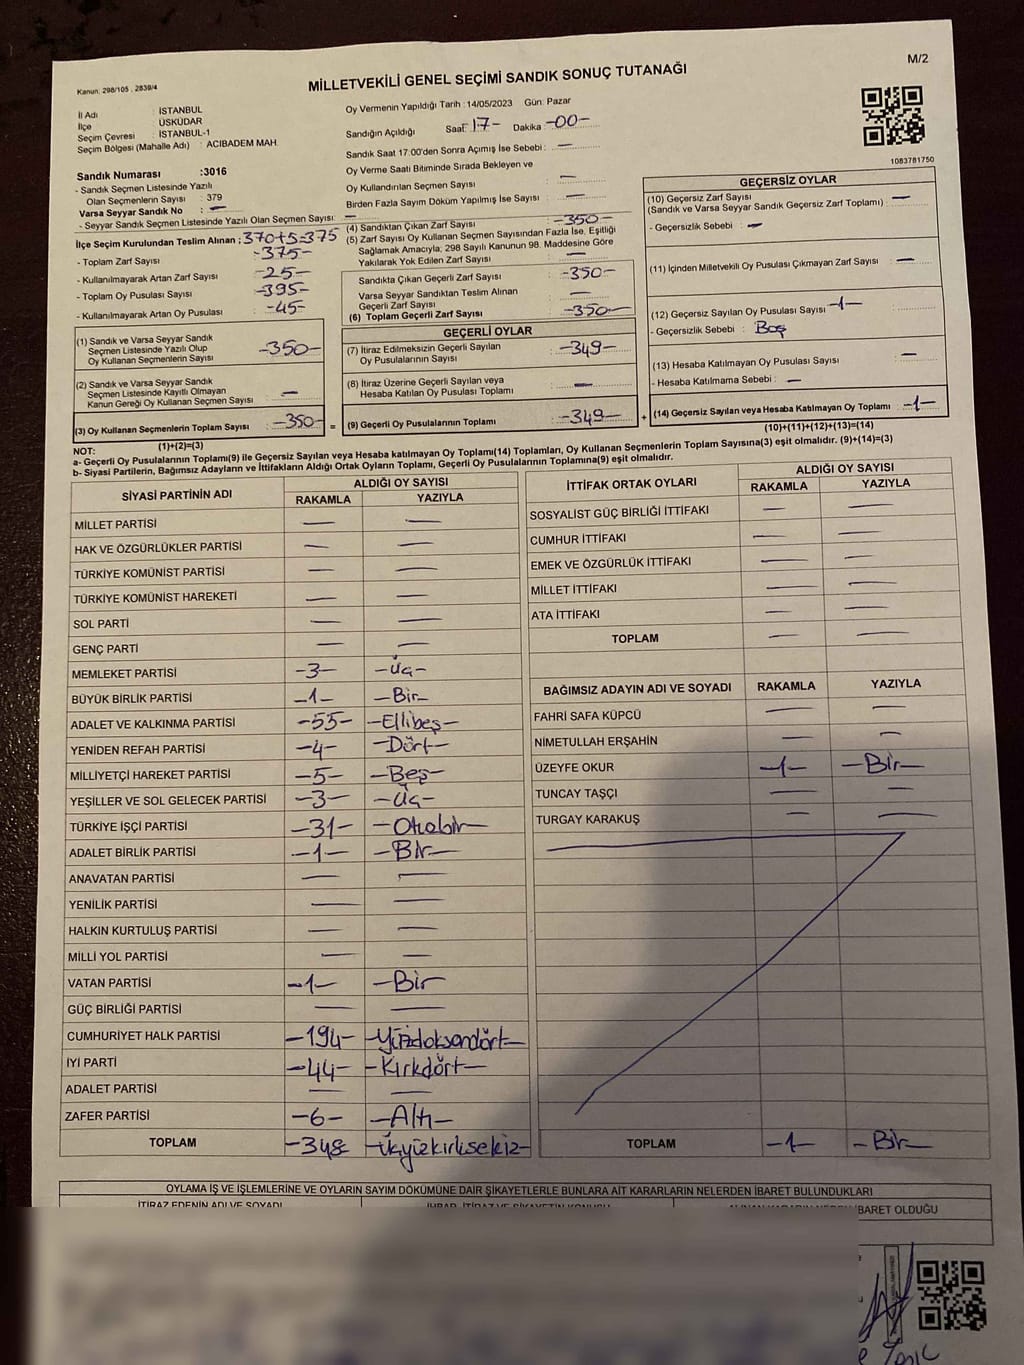 M/2
Kanun: 298/105 , 2839/4
MİLLETVEKİLİ GENEL SEÇİMİ SANDIK SONUÇ TUTANAĞI
İl Adı : İSTANBUL
İlçe : ÜSKÜDAR
Seçim Çevresi : İSTANBUL-1
Seçim Bölgesi (Mahalle Adı) : ACIBADEM MAH.
Sandık Numarası :3016
- Sandık Seçmen Listesinde Yazılı
Olan Seçmenlerin Sayısı : 379
Varsa Seyyar Sandık No : —
- Seyyar Sandık Seçmen Listesinde Yazılı Olan Seçmen Sayısı: —
İlçe Seçim Kurulundan Teslim Alınan ; 370+5=375
- Toplam Zarf Sayısı -375-
- Kullanılmayarak Artan Zarf Sayısı -25-
- Toplam Oy Pusulası Sayısı -395-
- Kullanılmayarak Artan Oy Pusulası -45-
(1) Sandık ve Varsa Seyyar Sandık
Seçmen Listesinde Yazılı Olup
Oy Kullanan Seçmenlerin Sayısı -350-
(2) Sandık ve Varsa Seyyar Sandık
Seçmen Listesinde Kayıtlı Olmayan
Kanun Gereği Oy Kullanan Seçmen Sayısı —
(3) Oy Kullanan Seçmenlerin Toplam Sayısı -350- =
(1)+(2)=(3)
Oy Vermenin Yapıldığı Tarih : 14/05/2023 Gün: Pazar
Sandığın Açıldığı Saat: 17- Dakika -00-
Sandık Saat 17:00'den Sonra Açımış İse Sebebi : —
Oy Verme Saati Bitiminde Sırada Bekleyen ve
Oy Kullandırılan Seçmen Sayısı —
Birden Fazla Sayım Döküm Yapılmış İse Sayısı : —
(4) Sandıktan Çıkan Zarf Sayısı -350-
(5) Zarf Sayısı Oy Kullanan Seçmen Sayısından Fazla İse, Eşitliği
Sağlamak Amacıyla, 298 Sayılı Kanunun 98. Maddesine Göre
Yakılarak Yok Edilen Zarf Sayısı —
Sandıkta Çıkan Geçerli Zarf Sayısı -350-
Varsa Seyyar Sandıktan Teslim Alınan
Geçerli Zarf Sayısı —
(6) Toplam Geçerli Zarf Sayısı -350-
GEÇERLİ OYLAR
(7) İtiraz Edilmeksizin Geçerli Sayılan
Oy Pusulalarının Sayısı -349-
(8) İtiraz Üzerine Geçerli Sayılan veya
Hesaba Katılan Oy Pusulası Toplamı —
(9) Geçerli Oy Pusulalarının Toplamı -349- +
1083781750
GEÇERSİZ OYLAR
(10) Geçersiz Zarf Sayısı —
(Sandık ve Varsa Seyyar Sandık Geçersiz Zarf Toplamı)
- Geçersizlik Sebebi : —
(11) İçinden Milletvekili Oy Pusulası Çıkmayan Zarf Sayısı —
(12) Geçersiz Sayılan Oy Pusulası Sayısı -1-
- Geçersizlik Sebebi : Boş
(13) Hesaba Katılmayan Oy Pusulası Sayısı —
- Hesaba Katılmama Sebebi : —
(14) Geçersiz Sayılan veya Hesaba Katılmayan Oy Toplamı -1-
(10)+(11)+(12)+(13)=(14)
NOT:
a- Geçerli Oy Pusulalarının Toplamı(9) ile Geçersiz Sayılan veya Hesaba katılmayan Oy Toplamı(14) Toplamları, Oy Kullanan Seçmenlerin Toplam Sayısına(3) eşit olmalıdır. (9)+(14)=(3)
b- Siyasi Partilerin, Bağımsız Adayların ve İttifakların Aldığı Ortak Oyların Toplamı, Geçerli Oy Pusulalarının Toplamına(9) eşit olmalıdır.
SİYASİ PARTİNİN ADI ALDIĞI OY SAYISI
RAKAMLA YAZIYLA
MİLLET PARTİSİ — —
HAK VE ÖZGÜRLÜKLER PARTİSİ — —
TÜRKİYE KOMÜNİST PARTİSİ — —
TÜRKİYE KOMÜNİST HAREKETİ — —
SOL PARTİ — —
GENÇ PARTİ — —
MEMLEKET PARTİSİ -3- -Üç-
BÜYÜK BİRLİK PARTİSİ -1- -Bir-
ADALET VE KALKINMA PARTİSİ -55- -Ellibeş-
YENİDEN REFAH PARTİSİ -4- -Dört-
MİLLİYETÇİ HAREKET PARTİSİ -5- -Beş-
YEŞİLLER VE SOL GELECEK PARTİSİ -3- -Üç-
TÜRKİYE İŞÇİ PARTİSİ -31- -Otuzbir-
ADALET BİRLİK PARTİSİ -1- -Bir-
ANAVATAN PARTİSİ — —
YENİLİK PARTİSİ — —
HALKIN KURTULUŞ PARTİSİ — —
MİLLİ YOL PARTİSİ — —
VATAN PARTİSİ -1- -Bir-
GÜÇ BİRLİĞİ PARTİSİ — —
CUMHURİYET HALK PARTİSİ -194- -Yüzdoksandört-
İYİ PARTİ -44- -Kırkdört-
ADALET PARTİSİ — —
ZAFER PARTİSİ -6- -Altı-
TOPLAM -348- -Üçyüzkırksekiz-
İTTİFAK ORTAK OYLARI ALDIĞI OY SAYISI
RAKAMLA YAZIYLA
SOSYALİST GÜÇ BİRLİĞİ İTTİFAKI — —
CUMHUR İTTİFAKI — —
EMEK VE ÖZGÜRLÜK İTTİFAKI — —
MİLLET İTTİFAKI — —
ATA İTTİFAKI — —
TOPLAM — —
BAĞIMSIZ ADAYIN ADI VE SOYADI RAKAMLA YAZIYLA
FAHRİ SAFA KÜPCÜ — —
NİMETULLAH ERŞAHİN — —
ÜZEYFE OKUR -1- -Bir-
TUNCAY TAŞÇI — —
TURGAY KARAKUŞ — —
TOPLAM -1- -Bir-
OYLAMA İŞ VE İŞLEMLERİNE VE OYLARIN SAYIM DÖKÜMÜNE DAİR ŞİKAYETLERLE BUNLARA AİT KARARLARIN NELERDEN İBARET BULUNDUKLARI
İTİRAZ EDENİN ADI VE SOYADI
İBARET OLDUĞU